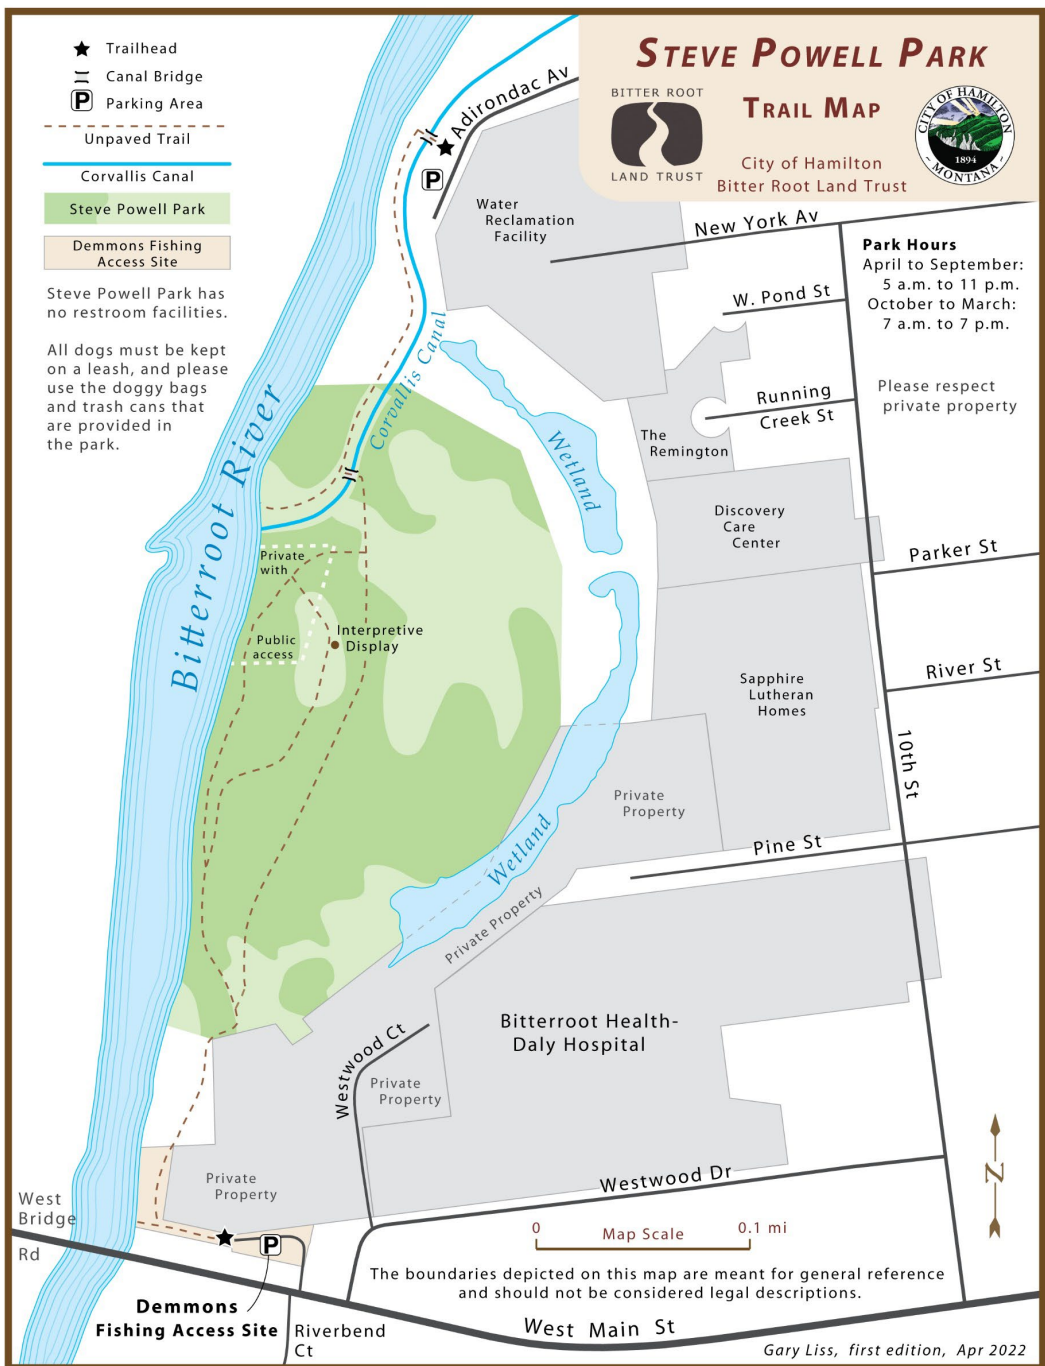 Trailhead
Canal Bridge
P Parking Area
Unpaved Trail
Corvallis Canal
Steve Powell Park
Demmons Fishing
Access Site
Steve Powell Park has
no restroom facilities.
All dogs must be kept
on a leash, and please
use the doggy bags
and trash cans that
are provided in
the park.
STEVE POWELL PARK
TRAIL MAP
City of Hamilton
Bitter Root Land Trust
BITTER ROOT
LAND TRUST
CITY OF HAMILTON
1894
MONTANA
Park Hours
April to September:
5 a.m. to 11 p.m.
October to March:
7 a.m. to 7 p.m.
Please respect
private property
Adirondac Av
P
Water
Reclamation
Facility
New York Av
W. Pond St
Running
Creek St
The
Remington
Corvallis Canal
Wetland
Bitterroot River
Discovery
Care
Center
Parker St
Private
with
Public
access
Interpretive
Display
Sapphire
Lutheran
Homes
River St
10th St
Private
Property
Pine St
Wetland
Private Property
Bitterroot Health-
Daly Hospital
Westwood Ct
Private
Property
Private
Property
Westwood Dr
N
West
Bridge
Rd
P
0 Map Scale 0.1 mi
The boundaries depicted on this map are meant for general reference
and should not be considered legal descriptions.
Demmons
Fishing Access Site
Riverbend
Ct
West Main St
Gary Liss, first edition, Apr 2022